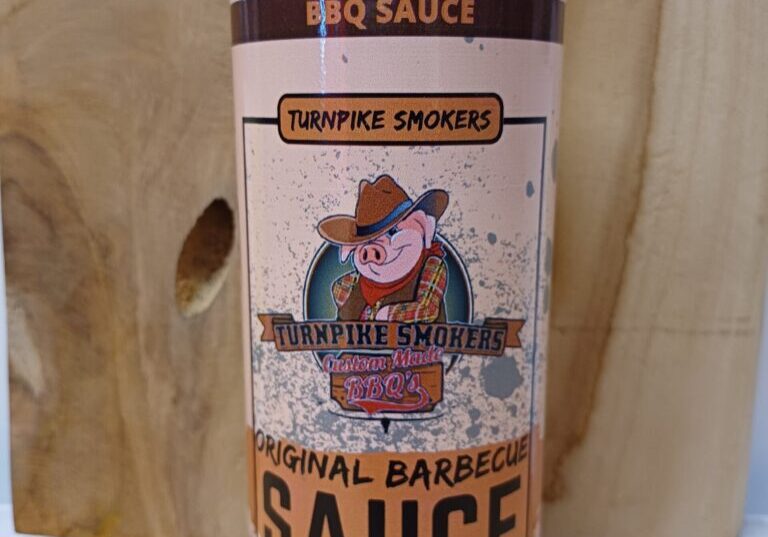 BBQ SAUCE
TURNPIKE SMOKERS
TURNPIKE SMOKERS
Custom Made
BBQ's
ORIGINAL BARBECUE
SAUCE